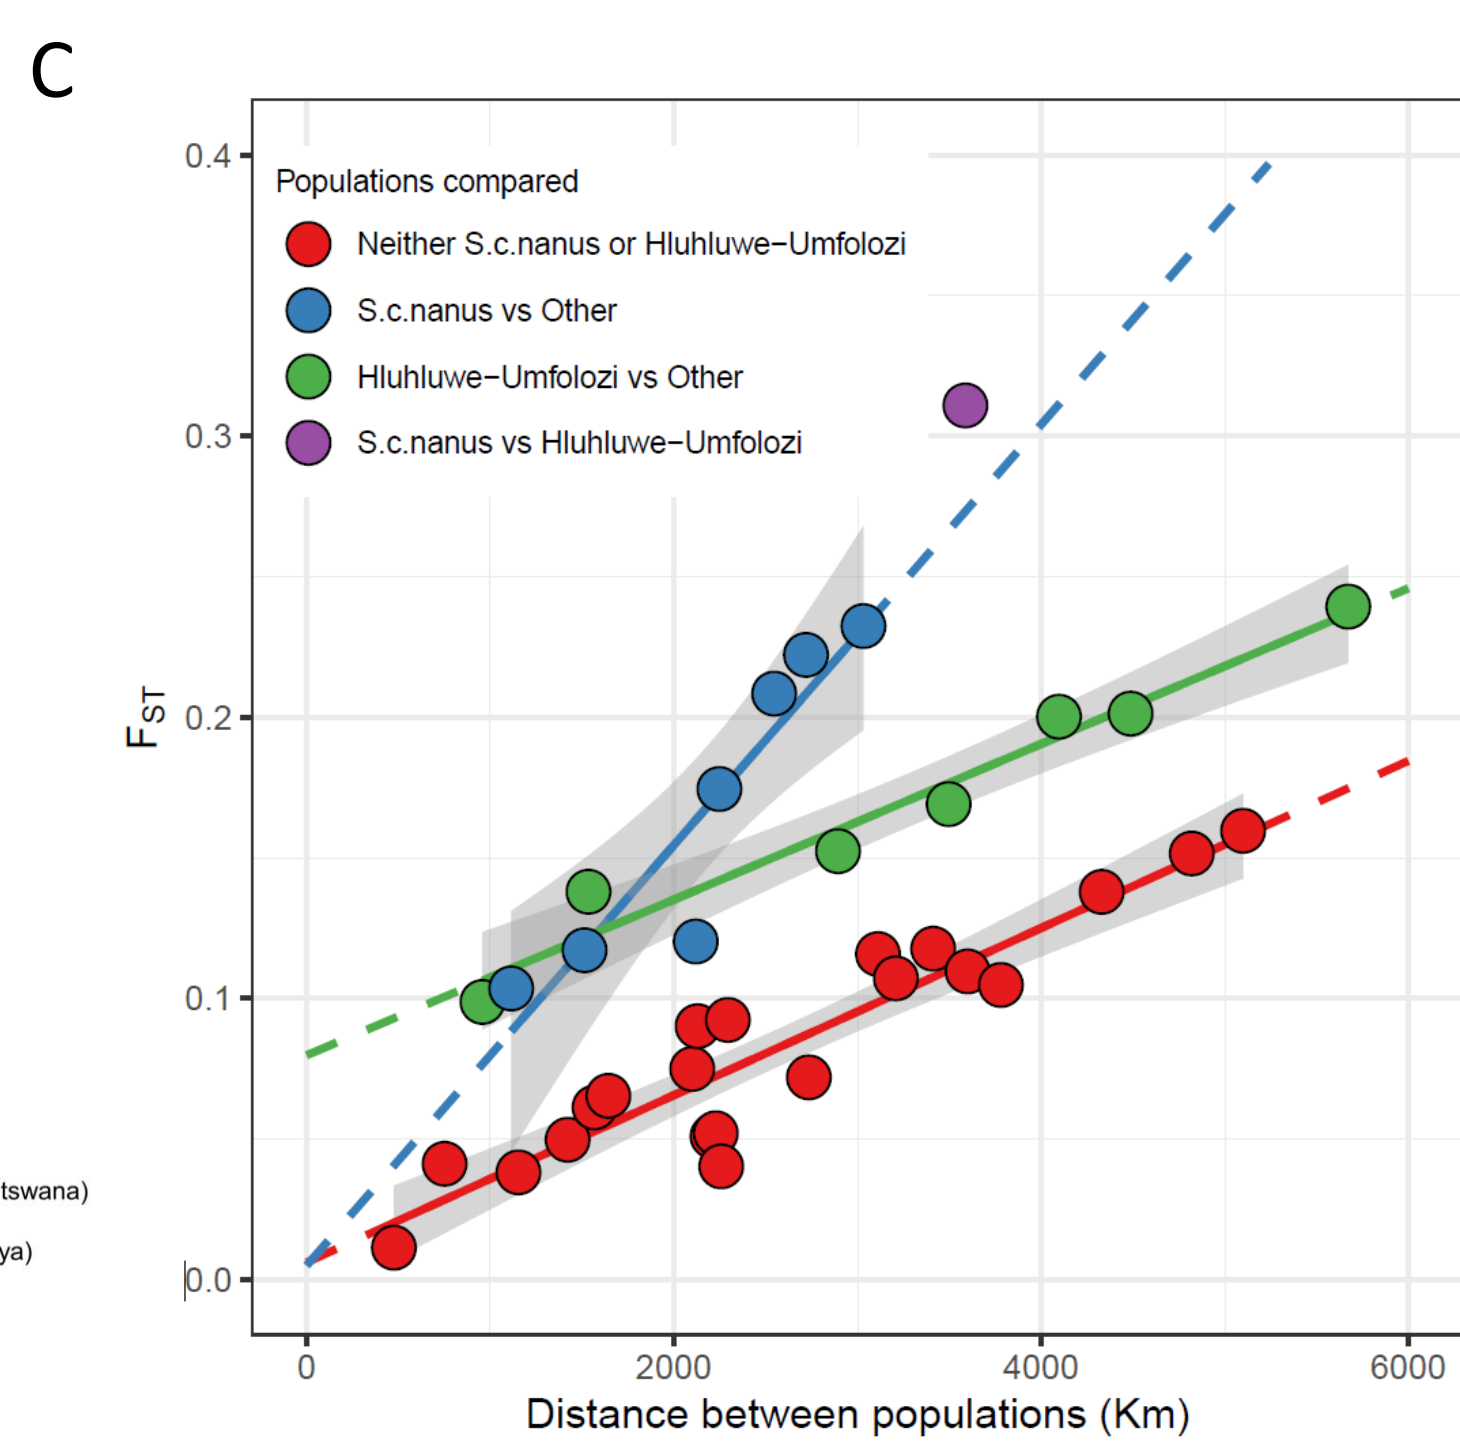 C
0.4
Populations compared
Neither S.c.nanus or Hluhluwe−Umfolozi
S.c.nanus vs Other
Hluhluwe−Umfolozi vs Other
S.c.nanus vs Hluhluwe−Umfolozi
0.3
FST
0.2
0.1
tswana)
ya)
0.0
0 2000 4000 6000
Distance between populations (Km)